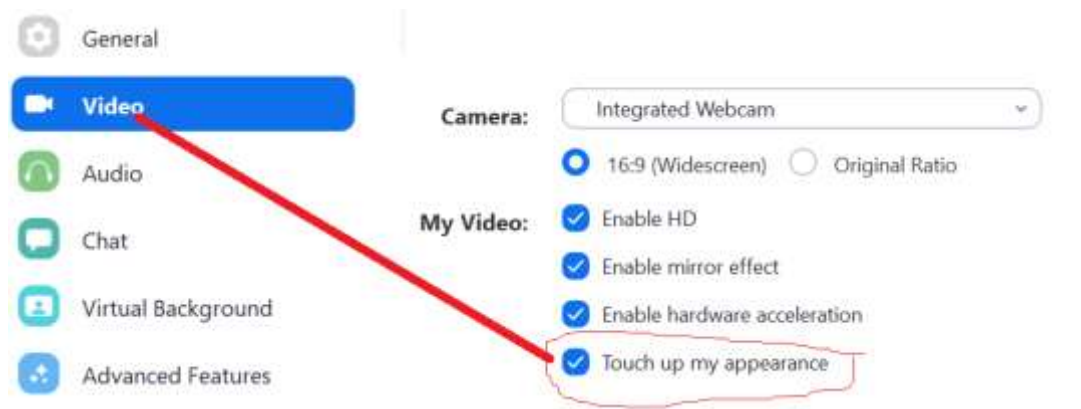 General
Video
Audio
Chat
Virtual Background
Advanced Features
Camera:
Integrated Webcam
16:9 (Widescreen)
Original Ratio
My Video:
Enable HD
Enable mirror effect
Enable hardware acceleration
Touch up my appearance